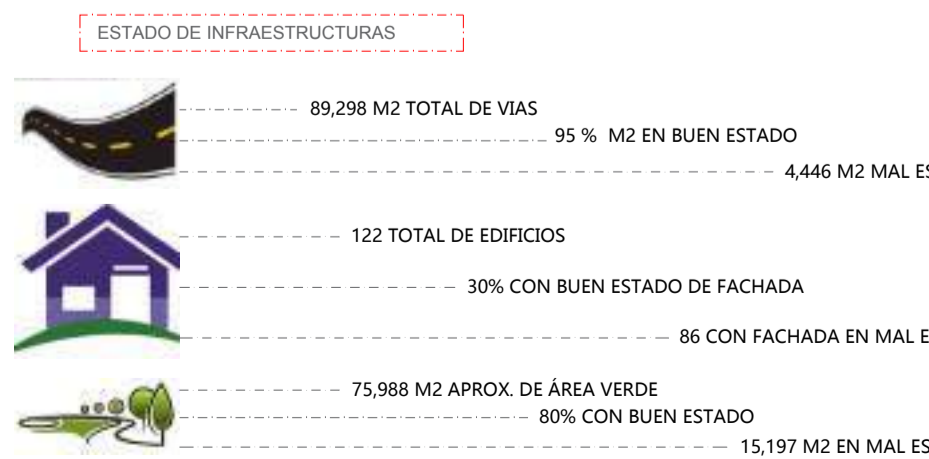 ESTADO DE INFRAESTRUCTURAS
89,298 M2 TOTAL DE VIAS
95 % M2 EN BUEN ESTADO
4,446 M2 MAL ES
122 TOTAL DE EDIFICIOS
30% CON BUEN ESTADO DE FACHADA
86 CON FACHADA EN MAL E
75,988 M2 APROX. DE ÁREA VERDE
80% CON BUEN ESTADO
15,197 M2 EN MAL ES